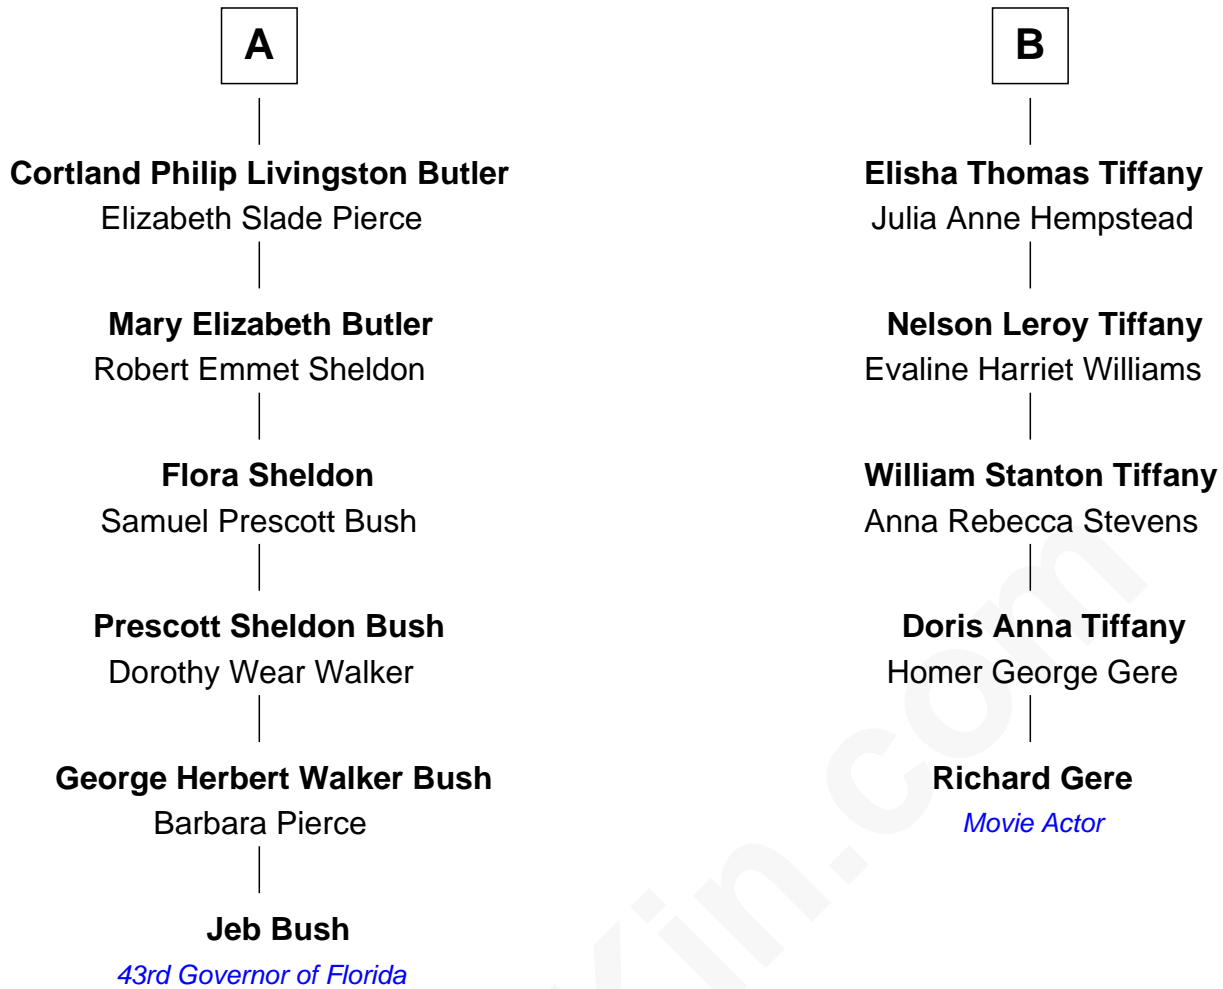 A
Cortland Philip Livingston Butler
Elizabeth Slade Pierce
Mary Elizabeth Butler
Robert Emmet Sheldon
Flora Sheldon
Samuel Prescott Bush
Prescott Sheldon Bush
Dorothy Wear Walker
George Herbert Walker Bush
Barbara Pierce
Jeb Bush
43rd Governor of Florida
B
Elisha Thomas Tiffany
Julia Anne Hempstead
Nelson Leroy Tiffany
Evaline Harriet Williams
William Stanton Tiffany
Anna Rebecca Stevens
Doris Anna Tiffany
Homer George Gere
Richard Gere
Movie Actor
Kin.com